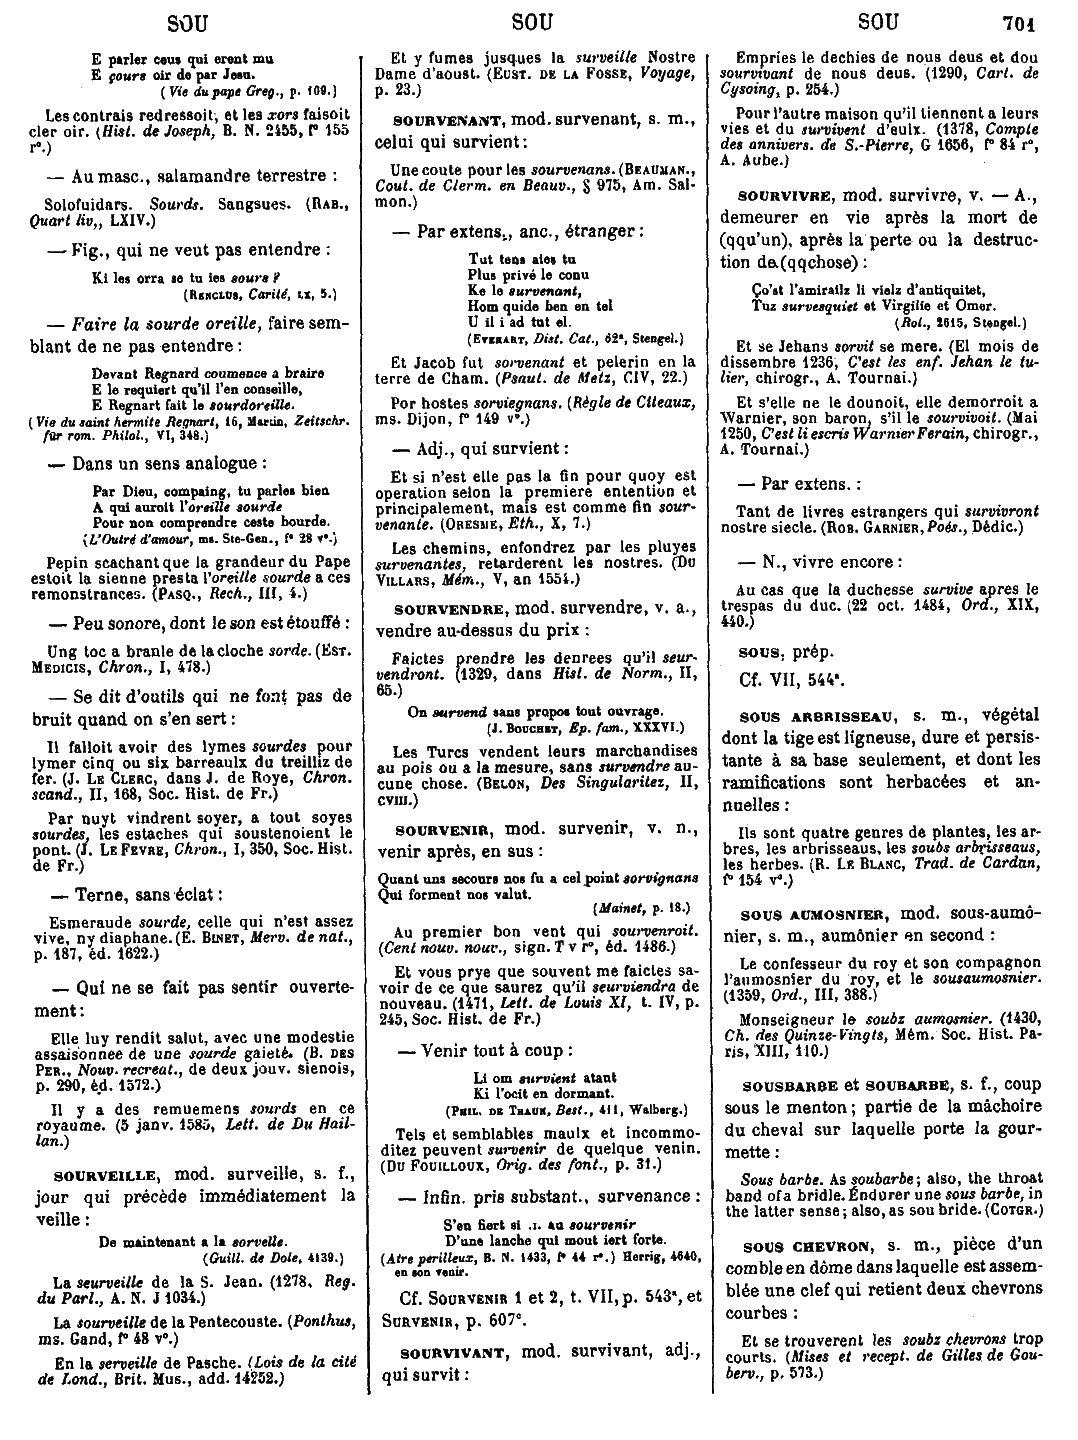 SOU SOU SOU 701
E parler ceus qui erent mu
E çours oir de par Jesu.
(Vie du pape Greg., p. 109.)
Les contrais redressoit, et les xors faisoit
cler oir. (Hist. de Joseph, B. N. 2455, f° 155
r°.)
— Au masc., salamandre terrestre :
Solofuidars. Sourds. Sangsues. (RAB.,
Quart liv,, LXIV.)
— Fig., qui ne veut pas entendre :
Ki les orra se tu ies sours ?
(RENCLUS, Carité, LX, 5.)
— Faire la sourde oreille, faire sem-
blant de ne pas entendre :
Devant Regnard coumence a braire
E le requiert qu'il l'en conseille,
E Regnart fait le sourdoreille.
(Vie du saint hermite Regnart, 16, Martin, Zeitschr.
für rom. Philol., VI, 348.)
— Dans un sens analogue :
Par Dieu, compaing, tu parles bien
A qui auroit l'oreille sourde
Pour non comprendre ceste bourde.
(L'Outré d'amour, ms. Ste-Gen., f° 28 v°.)
Pepin scachant que la grandeur du Pape
estoit la sienne presta l'oreille sourde a ces
remonstrances. (PASQ., Rech., III, 4.)
— Peu sonore, dont le son est étouffé :
Ung toc a branle de la cloche sorde. (EST.
MEDICIS, Chron., I, 478.)
— Se dit d'outils qui ne font pas de
bruit quand on s'en sert :
Il falloit avoir des lymes sourdes pour
lymer cinq ou six barreaulx du treilliz de
fer. (J. LE CLERC, dans J. de Roye, Chron.
scand., II, 168, Soc. Hist. de Fr.)
Par nuyt vindrent soyer, a tout soyes
sourdes, les estaches qui soustenoient le
pont. (J. LE FEVRE, Chron., I, 350, Soc. Hist.
de Fr.)
— Terne, sans éclat :
Esmeraude sourde, celle qui n'est assez
vive, ny diaphane. (E. BINET, Merv. de nat.,
p. 187, éd. 1622.)
— Qui ne se fait pas sentir ouverte-
ment :
Elle luy rendit salut, avec une modestie
assaisonnee de une sourde gaieté. (B. DES
PER., Nouv. recreat., de deux jouv. sienois,
p. 290, éd. 1572.)
Il y a des remuemens sourds en ce
royaume. (5 janv. 1585, Lett. de Du Hail-
lan.)
SOURVEILLE, mod. surveille, s. f.,
jour qui précède immédiatement la
veille :
De maintenant a la sorvelle.
(Guill. de Dole, 4139.)
La seurveille de la S. Jean. (1278, Reg.
du Parl., A. N. J 1034.)
La sourveille de la Pentecouste. (Ponthus,
ms. Gand, f° 48 v°.)
En la serveille de Pasche. (Lois de la cité
de Lond., Brit. Mus., add. 14252.)
Et y fumes jusques la surveille Nostre
Dame d'aoust. (EUST. DE LA FOSSE, Voyage,
p. 23.)
SOURVENANT, mod. survenant, s. m.,
celui qui survient :
Une coute pour les sourvenans. (BEAUMAN.,
Cout. de Clerm. en Beauv., § 975, Am. Sal-
mon.)
— Par extens., anc., étranger :
Tut tens aies tu
Plus privé le conu
Ke le survenant,
Hom quide ben en tel
U il i ad tut el.
(EVERART, Dist. Cat., 62ª, Stengel.)
Et Jacob fut sorvenant et pelerin en la
terre de Cham. (Psaut. de Metz, CIV, 22.)
Por hostes sorviegnans. (Règle de Citeaux,
ms. Dijon, f° 149 v°.)
— Adj., qui survient :
Et si n'est elle pas la fin pour quoy est
operation selon la premiere entention et
principalement, mais est comme fin sour-
venante. (ORESME, Eth., X, 7.)
Les chemins, enfondrez par les pluyes
survenantes, retarderent les nostres. (DU
VILLARS, Mém., V, an 1554.)
SOURVENDRE, mod. survendre, v. a.,
vendre au-dessus du prix :
Faictes prendre les denrees qu'il seur-
vendront. (1329, dans Hist. de Norm., II,
65.)
On survend sans propos tout ouvrage.
(J. BOUCHET, Ep. fam., XXXVI.)
Les Turcs vendent leurs marchandises
au pois ou a la mesure, sans survendre au-
cune chose. (BELON, Des Singularitez, II,
CVIII.)
SOURVENIR, mod. survenir, v. n.,
venir après, en sus :
Quant uns secours nos fu a cel point sorvignans
Qui forment nos valut.
(Mainet, p. 18.)
Au premier bon vent qui sourvenroit.
(Cent nouv. nouv., sign. T v r°, éd. 1486.)
Et vous prye que souvent me faictes sa-
voir de ce que saurez qu'il seurviendra de
nouveau. (1471, Lett. de Louis XI, t. IV, p.
245, Soc. Hist. de Fr.)
— Venir tout à coup :
Li om survient atant
Ki l'ocit en dormant.
(PHIL. DE THAUN, Best., 411, Walberg.)
Tels et semblables maulx et incommo-
ditez peuvent survenir de quelque venin.
(DU FOUILLOUX, Orig. des font., p. 31.)
— Infin. pris substant., survenance :
S'en fiert si .I. au sourvenir
D'une lanche qui mout iert forte.
(Atre perilleux, B. N. 1433, f° 44 r°.) Herrig, 4640,
en son venir.
Cf. SOURVENIR 1 et 2, t. VII, p. 543ª, et
SURVENIR, p. 607ᶜ.
SOURVIVANT, mod. survivant, adj.,
qui survit :
Empries le dechies de nous deus et dou
sourvivant de nous deus. (1290, Cart. de
Cysoing, p. 254.)
Pour l'autre maison qu'il tiennent a leurs
vies et du survivent d'eulx. (1378, Compte
des annivers. de S.-Pierre, G 1656, f° 84 r°,
A. Aube.)
SOURVIVRE, mod. survivre, v. — A.,
demeurer en vie après la mort de
(qqu'un), après la perte ou la destruc-
tion de (qqchose) :
Ço'st l'amirailz li vielz d'antiquitet,
Tuz survesquiet et Virgilie et Omer.
(Rol., 2615, Stengel.)
Et se Jehans sorvit se mere. (El mois de
dissembre 1236, C'est les enf. Jehan le tu-
lier, chirogr., A. Tournai.)
Et s'elle ne le dounoit, elle demorroit a
Warnier, son baron, s'il le sourvivoit. (Mai
1250, C'est li escris Warnier Ferain, chirogr.,
A. Tournai.)
— Par extens. :
Tant de livres estrangers qui survivront
nostre siecle. (ROB. GARNIER, Poés., Dédic.)
— N., vivre encore :
Au cas que la duchesse survive apres le
trespas du duc. (22 oct. 1484, Ord., XIX,
440.)
SOUS, prép.
Cf. VII, 544ª.
SOUS ARBRISSEAU, s. m., végétal
dont la tige est ligneuse, dure et persis-
tante à sa base seulement, et dont les
ramifications sont herbacées et an-
nuelles :
Ils sont quatre genres de plantes, les ar-
bres, les arbrisseaus, les soubs arbrisseaus,
les herbes. (R. LE BLANC, Trad. de Cardan,
f° 154 v°.)
SOUS AUMOSNIER, mod. sous-aumô-
nier, s. m., aumônier en second :
Le confesseur du roy et son compagnon
l'aumosnier du roy, et le sousaumosnier.
(1359, Ord., III, 388.)
Monseigneur le soubz aumosnier. (1430,
Ch. des Quinze-Vingts, Mém. Soc. Hist. Pa-
ris, XIII, 110.)
SOUSBARBE et SOUBARBE, s. f., coup
sous le menton ; partie de la mâchoire
du cheval sur laquelle porte la gour-
mette :
Sous barbe. As soubarbe ; also, the throat
band of a bridle. Endurer une sous barbe, in
the latter sense ; also, as sou bride. (COTGR.)
SOUS CHEVRON, s. m., pièce d'un
comble en dôme dans laquelle est assem-
blée une clef qui retient deux chevrons
courbes :
Et se trouverent les soubz chevrons trop
courts. (Mises et recept. de Gilles de Gou-
berv., p. 573.)